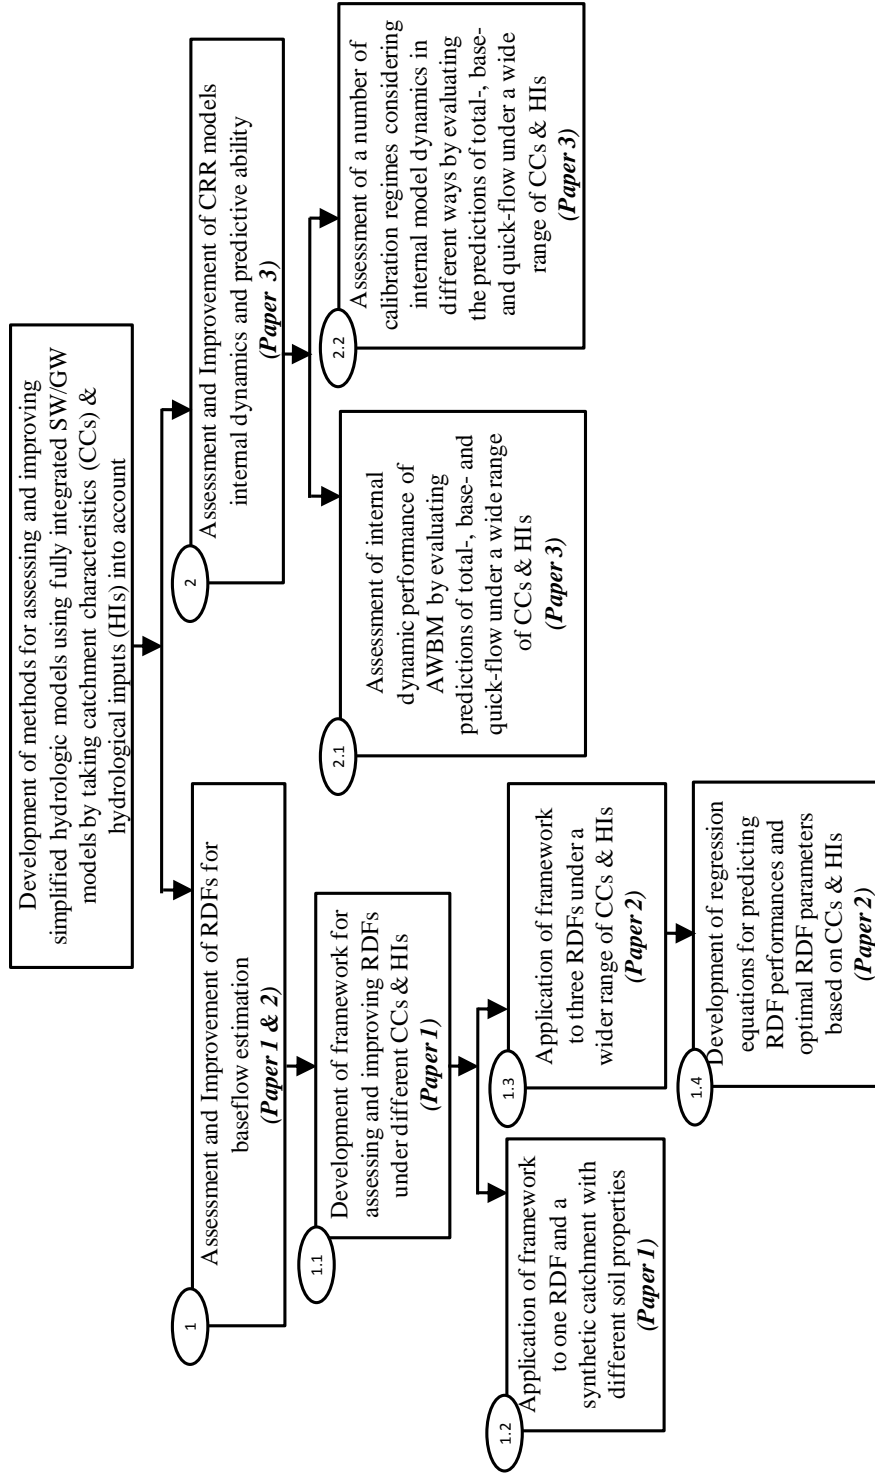 Development of methods for assessing and improving
simplified hydrologic models using fully integrated SW/GW
models by taking catchment characteristics (CCs) &
hydrological inputs (HIs) into account
1
Assessment and Improvement of RDFs for
baseflow estimation
(Paper 1 & 2)
2
Assessment and Improvement of CRR models
internal dynamics and predictive ability
(Paper 3)
1.1
Development of framework for
assessing and improving RDFs
under different CCs & HIs
(Paper 1)
1.2
Application of framework
to one RDF and a
synthetic catchment with
different soil properties
(Paper 1)
1.3
Application of framework
to three RDFs under a
wider range of CCs & HIs
(Paper 2)
1.4
Development of regression
equations for predicting
RDF performances and
optimal RDF parameters
based on CCs & HIs
(Paper 2)
2.1
Assessment of internal
dynamic performance of
AWBM by evaluating
predictions of total-, base- and
quick-flow under a wide range
of CCs & HIs
(Paper 3)
2.2
Assessment of a number of
calibration regimes considering
internal model dynamics in
different ways by evaluating
the predictions of total-, base-
and quick-flow under a wide
range of CCs & HIs
(Paper 3)